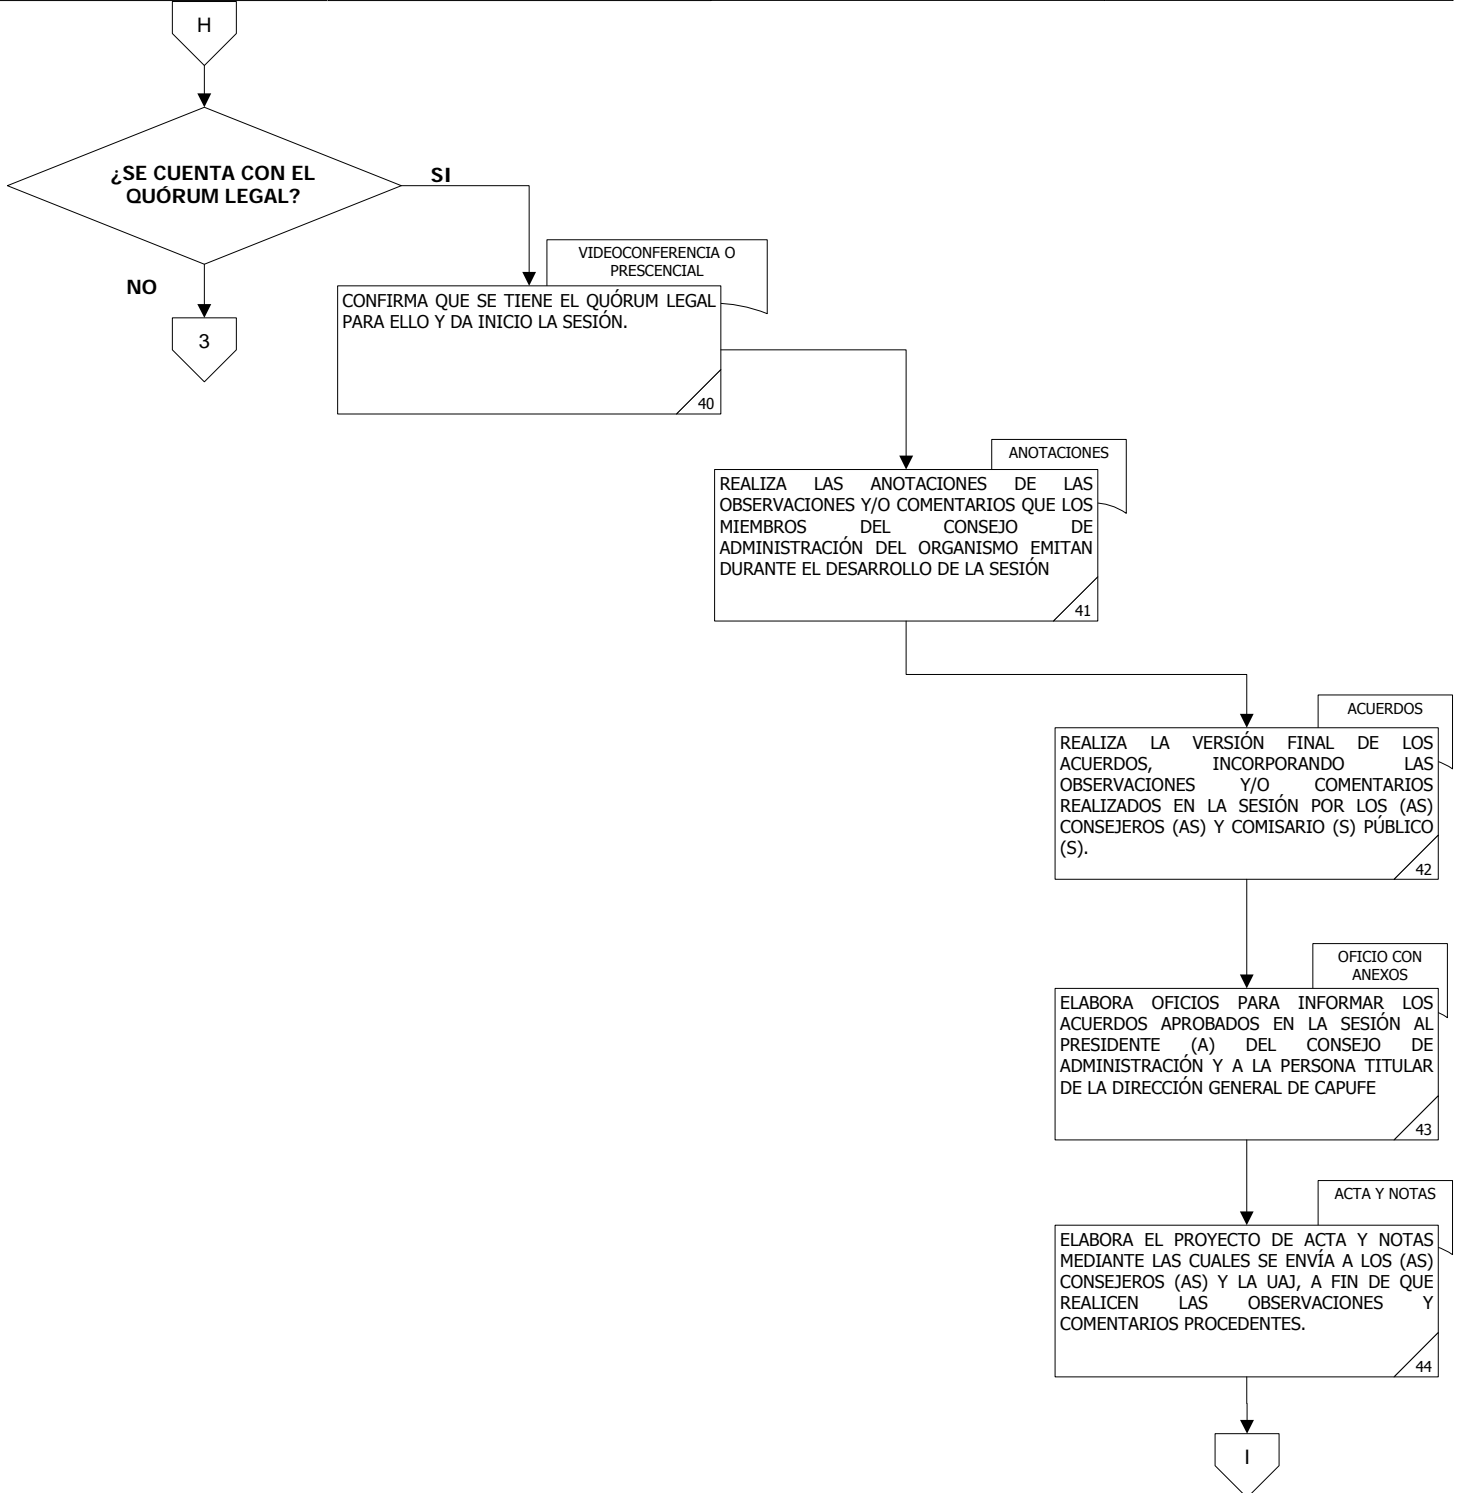 H
¿SE CUENTA CON EL
QUÓRUM LEGAL?
SI
NO
3
VIDEOCONFERENCIA O
PRESCENCIAL
CONFIRMA QUE SE TIENE EL QUÓRUM LEGAL
PARA ELLO Y DA INICIO LA SESIÓN.
40
ANOTACIONES
REALIZA LAS ANOTACIONES DE LAS
OBSERVACIONES Y/O COMENTARIOS QUE LOS
MIEMBROS DEL CONSEJO DE
ADMINISTRACIÓN DEL ORGANISMO EMITAN
DURANTE EL DESARROLLO DE LA SESIÓN
41
ACUERDOS
REALIZA LA VERSIÓN FINAL DE LOS
ACUERDOS, INCORPORANDO LAS
OBSERVACIONES Y/O COMENTARIOS
REALIZADOS EN LA SESIÓN POR LOS (AS)
CONSEJEROS (AS) Y COMISARIO (S) PÚBLICO
(S).
42
OFICIO CON
ANEXOS
ELABORA OFICIOS PARA INFORMAR LOS
ACUERDOS APROBADOS EN LA SESIÓN AL
PRESIDENTE (A) DEL CONSEJO DE
ADMINISTRACIÓN Y A LA PERSONA TITULAR
DE LA DIRECCIÓN GENERAL DE CAPUFE
43
ACTA Y NOTAS
ELABORA EL PROYECTO DE ACTA Y NOTAS
MEDIANTE LAS CUALES SE ENVÍA A LOS (AS)
CONSEJEROS (AS) Y LA UAJ, A FIN DE QUE
REALICEN LAS OBSERVACIONES Y
COMENTARIOS PROCEDENTES.
44
I